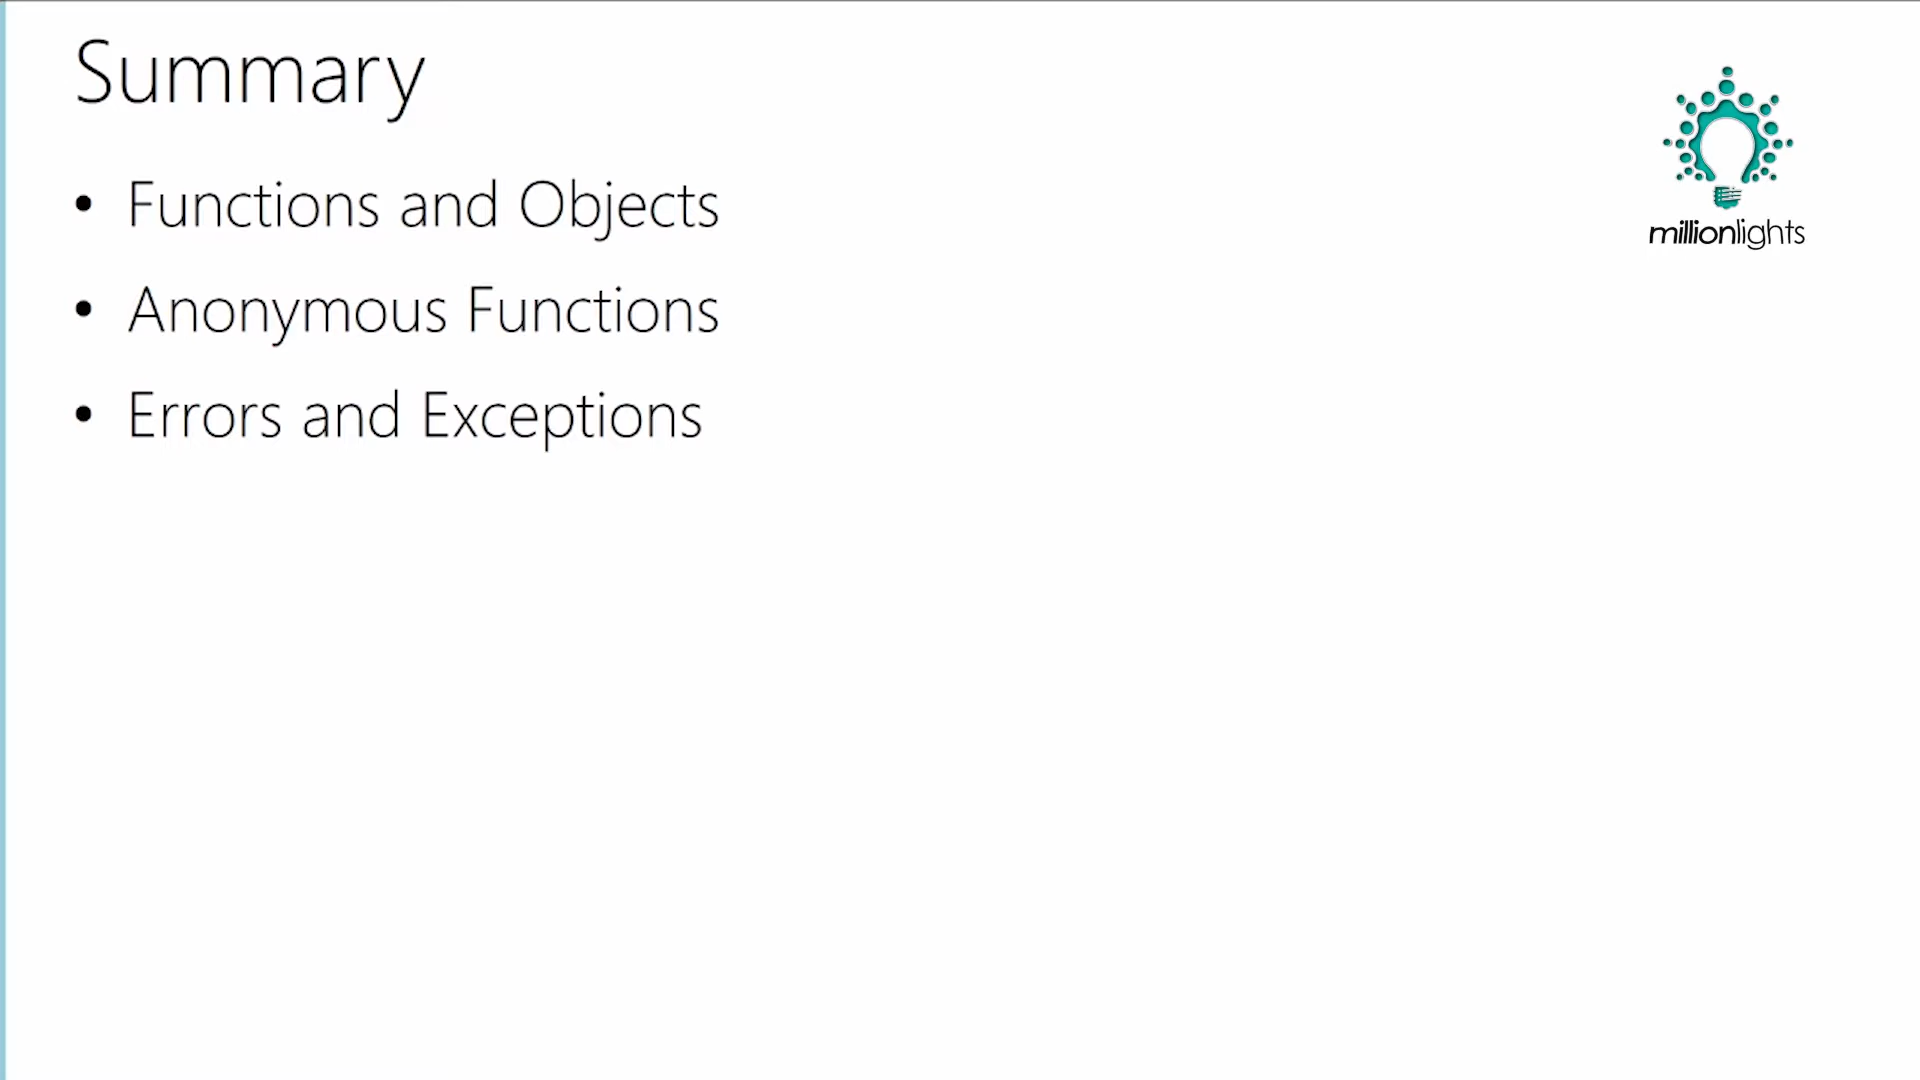 Summary
• Functions and Objects
• Anonymous Functions
• Errors and Exceptions
millionlights